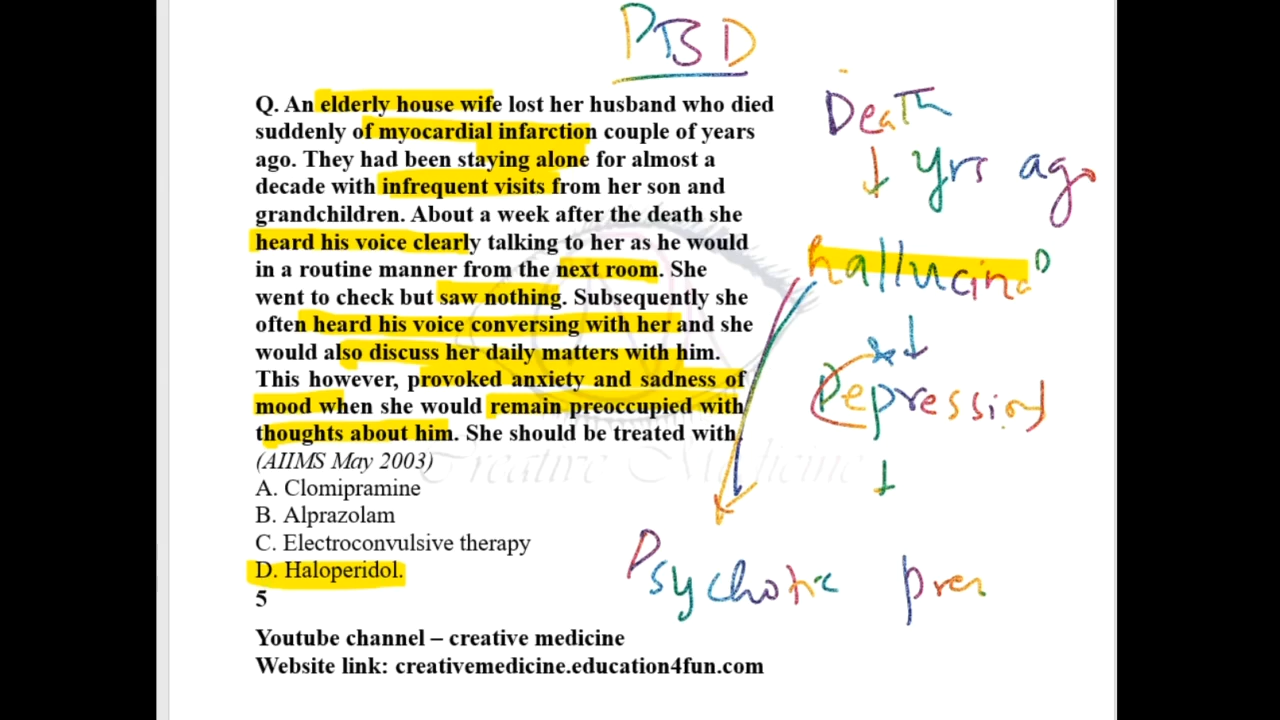 PBD
Q. An elderly house wife lost her husband who died
suddenly of myocardial infarction couple of years
ago. They had been staying alone for almost a
decade with infrequent visits from her son and
grandchildren. About a week after the death she
heard his voice clearly talking to her as he would
in a routine manner from the next room. She
went to check but saw nothing. Subsequently she
often heard his voice conversing with her and she
would also discuss her daily matters with him.
This however, provoked anxiety and sadness of
mood when she would remain preoccupied with
thoughts about him. She should be treated with.
(AIIMS May 2003)
A. Clomipramine
B. Alprazolam
C. Electroconvulsive therapy
D. Haloperidol.
5
Youtube channel – creative medicine
Website link: creativemedicine.education4fun.com
Death
↓ yrs ago
hallucina
↓
Depression
↓
Psychotic pres
Creative Medicine